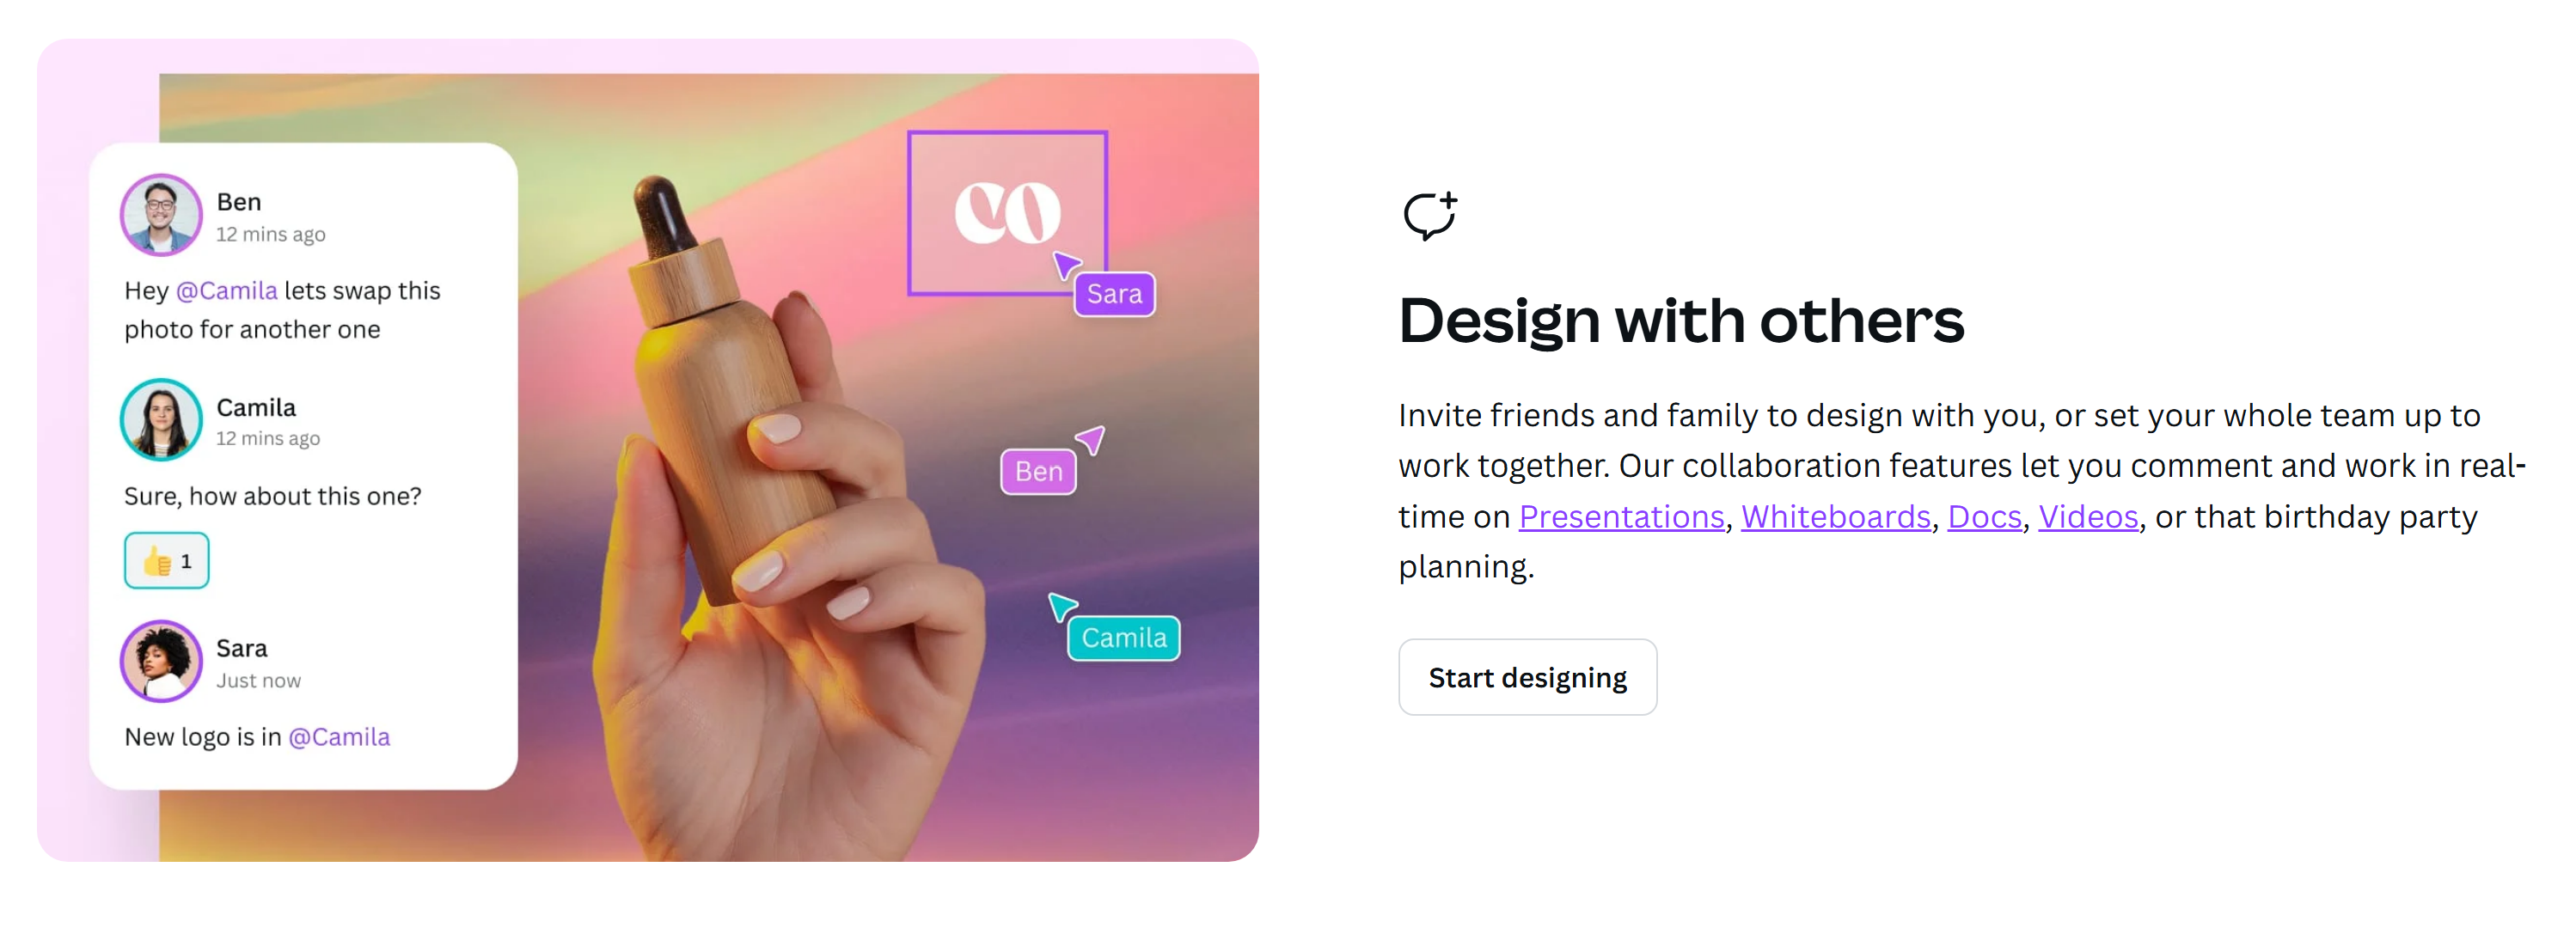 Ben
12 mins ago
Hey @Camila lets swap this
photo for another one
Camila
12 mins ago
Sure, how about this one?
👍 1
Sara
Just now
New logo is in @Camila
co
Sara
Ben
Camila
Design with others
Invite friends and family to design with you, or set your whole team up to
work together. Our collaboration features let you comment and work in real-
time on Presentations, Whiteboards, Docs, Videos, or that birthday party
planning.
Start designing